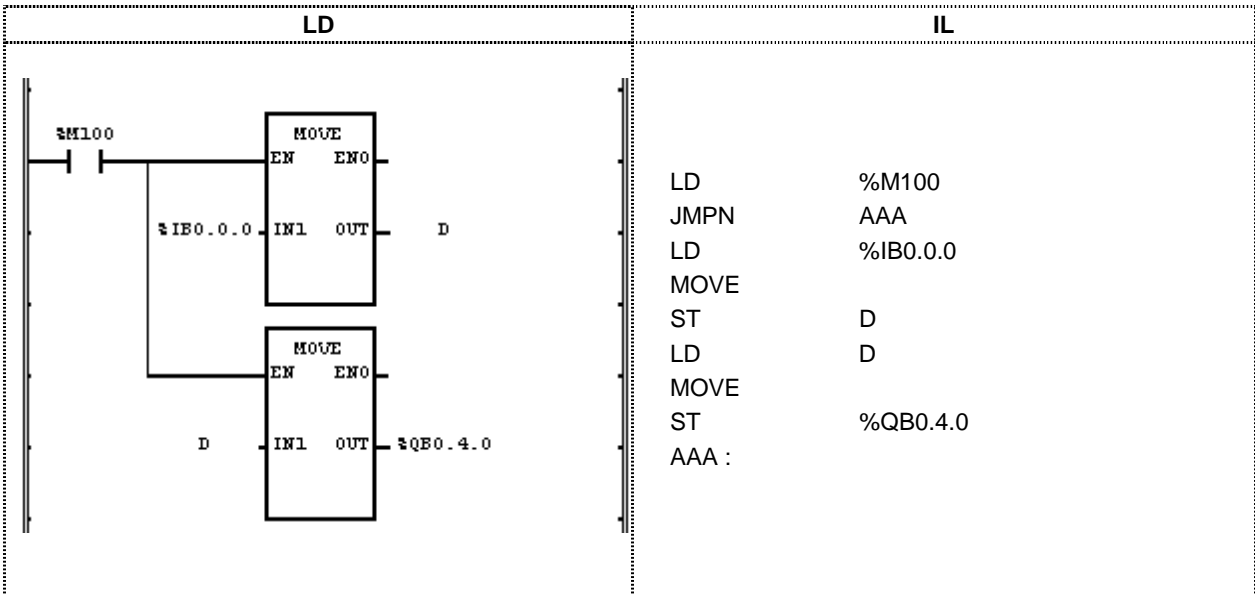 LD
IL
%M100
MOVE
EN ENO
%IB0.0.0 IN1 OUT D
MOVE
EN ENO
D IN1 OUT %QB0.4.0
LD %M100
JMPN AAA
LD %IB0.0.0
MOVE
ST D
LD D
MOVE
ST %QB0.4.0
AAA :